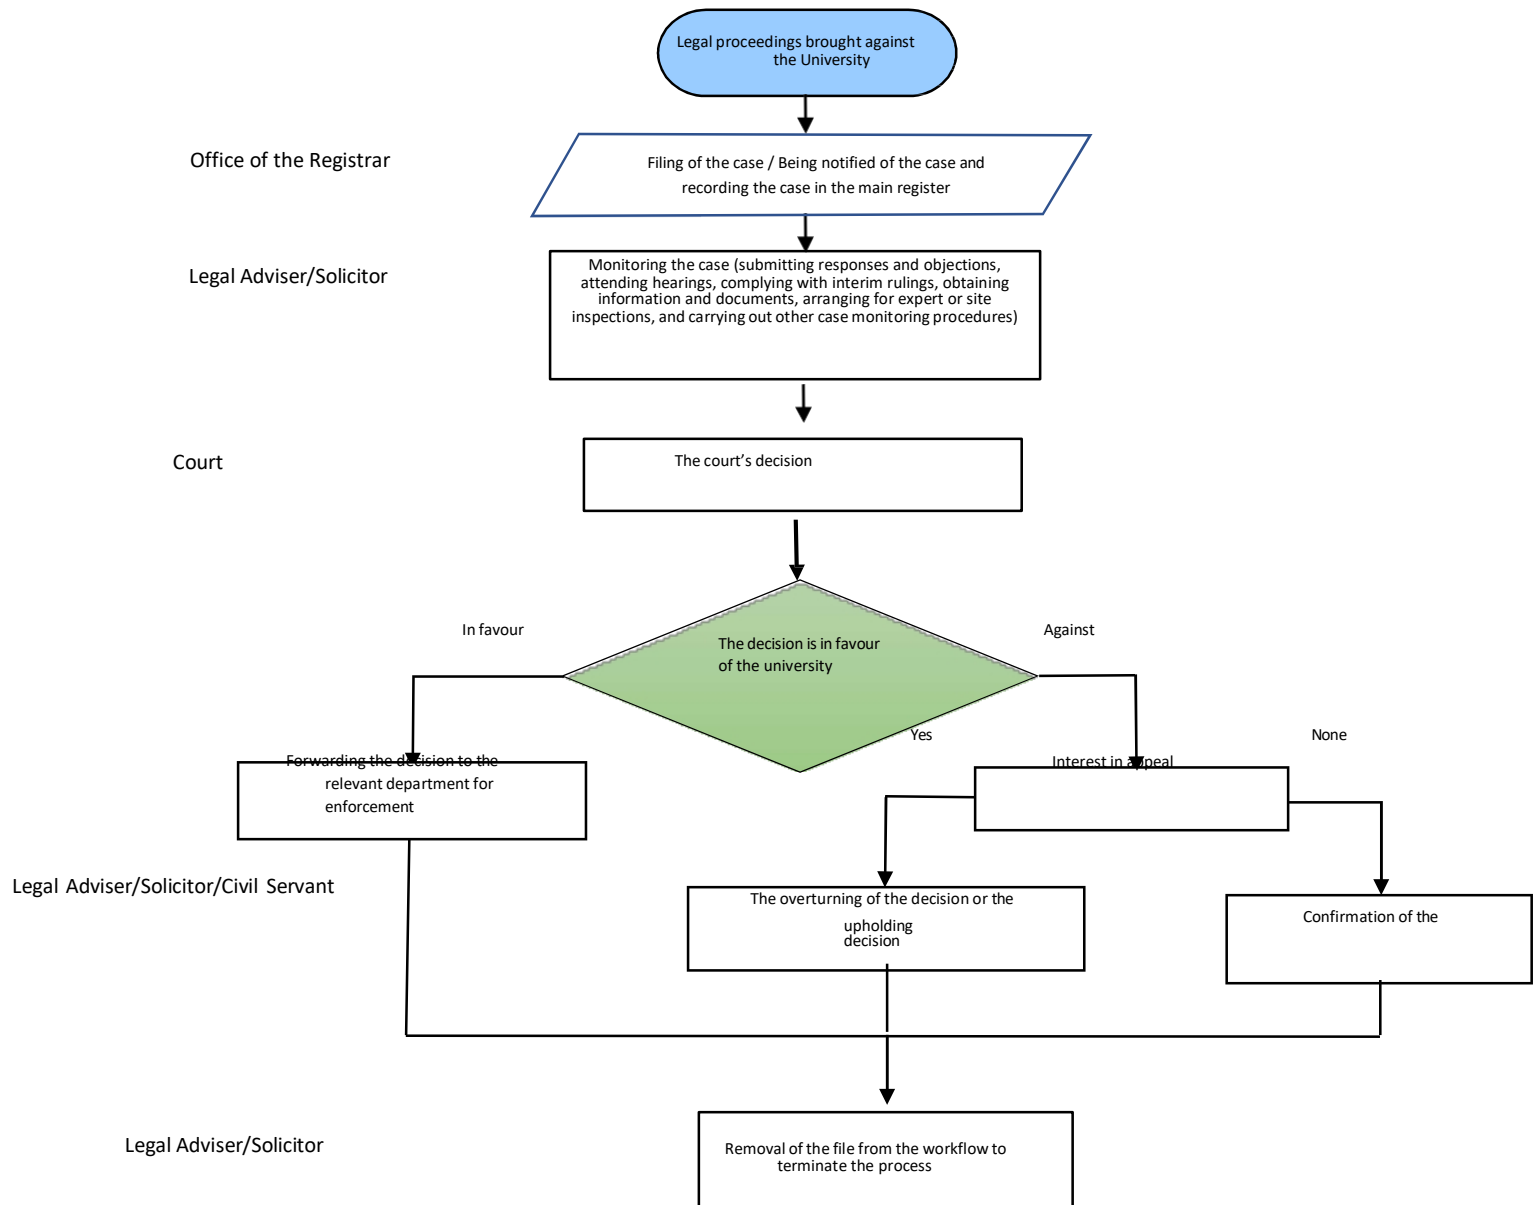 Legal proceedings brought against
the University
Office of the Registrar
Filing of the case / Being notified of the case and
recording the case in the main register
Legal Adviser/Solicitor
Monitoring the case (submitting responses and objections,
attending hearings, complying with interim rulings, obtaining
information and documents, arranging for expert or site
inspections, and carrying out other case monitoring procedures)
Court
The court’s decision
In favour
The decision is in favour
of the university
Against
Yes
None
Forwarding the decision to the
relevant department for
enforcement
Interest in appeal
Legal Adviser/Solicitor/Civil Servant
The overturning of the decision or the
upholding
decision
Confirmation of the
Legal Adviser/Solicitor
Removal of the file from the workflow to
terminate the process